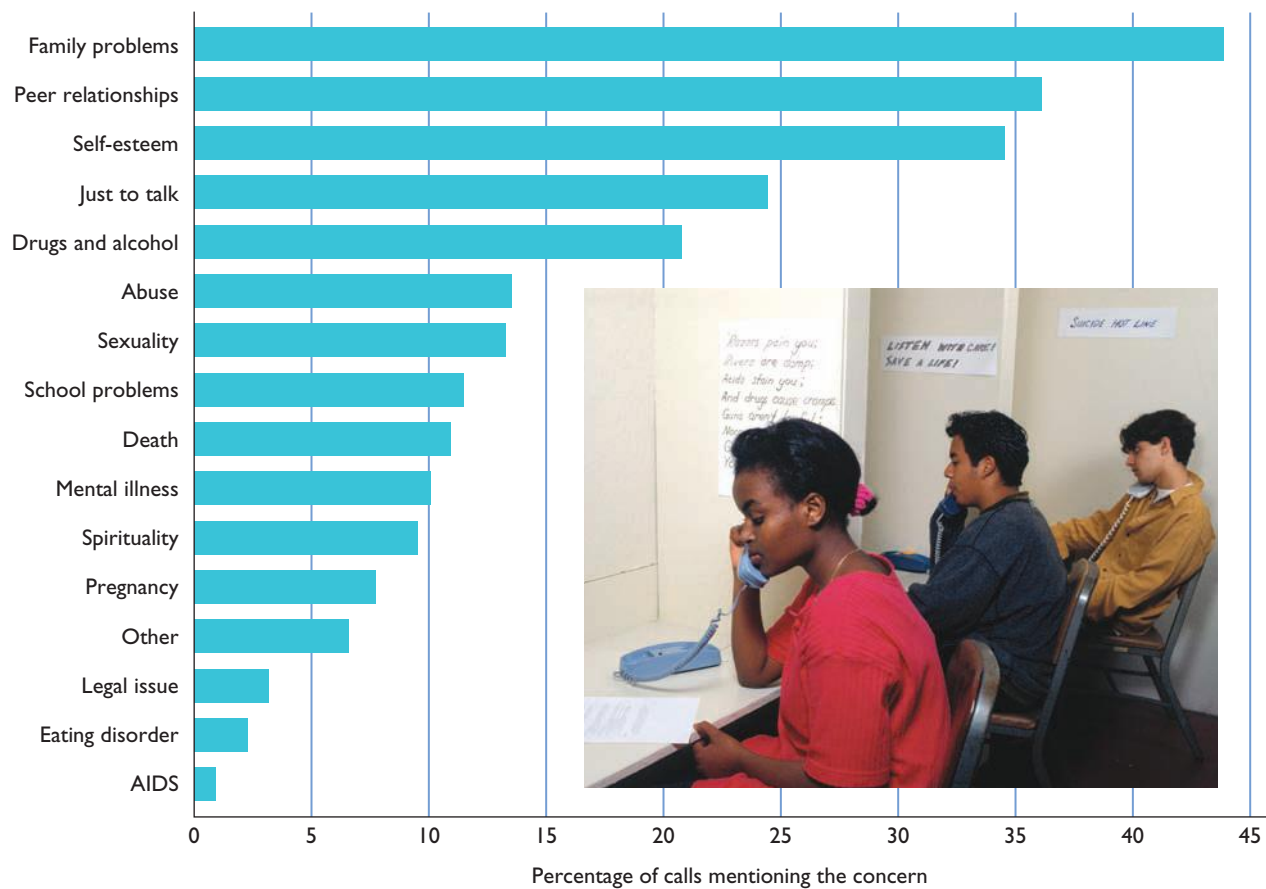 Family problems
Peer relationships
Self-esteem
Just to talk
Drugs and alcohol
Abuse
Sexuality
School problems
Death
Mental illness
Spirituality
Pregnancy
Other
Legal issue
Eating disorder
AIDS
0 5 10 15 20 25 30 35 40 45
Percentage of calls mentioning the concern
Razors pain you;
Rivers are damp;
Acids stain you;
And drugs cause cramps.
Guns aren't
LISTEN WITH CARE!
SAVE A LIFE!
SUICIDE HOT LINE